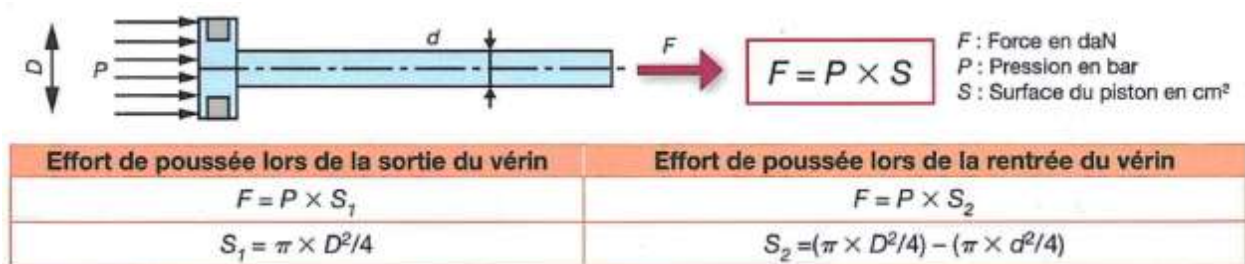 D
P
d
F
F = P × S
F : Force en daN
P : Pression en bar
S : Surface du piston en cm²
Effort de poussée lors de la sortie du vérin
Effort de poussée lors de la rentrée du vérin
F = P × S₁
F = P × S₂
S₁ = π × D²/4
S₂ =(π × D²/4) – (π × d²/4)